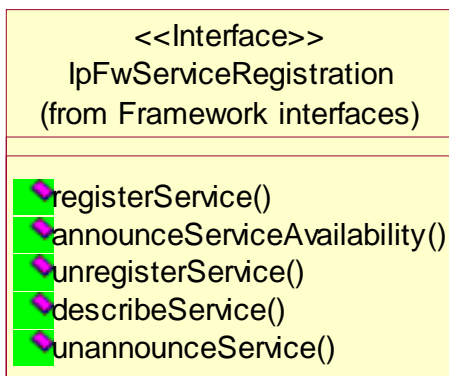 <<Interface>>
IpFwServiceRegistration
(from Framework interfaces)
registerService()
announceServiceAvailability()
unregisterService()
describeService()
unannounceService()